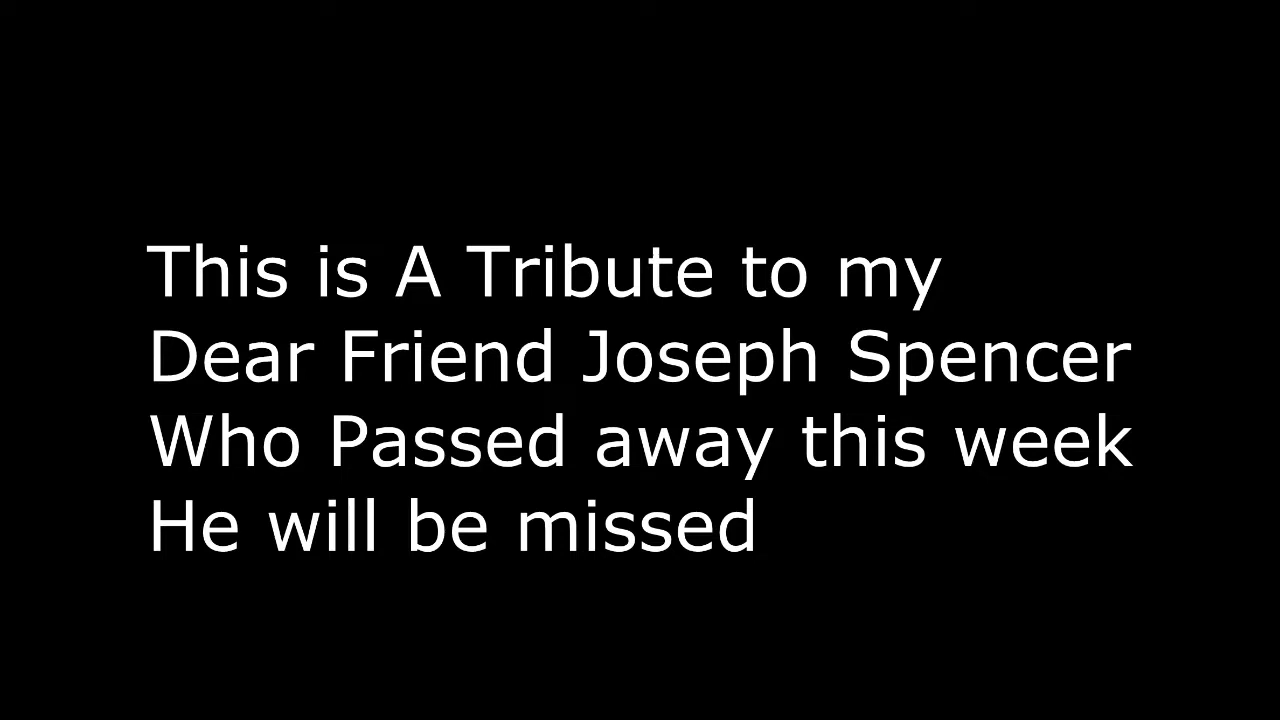 This is A Tribute to my
Dear Friend Joseph Spencer
Who Passed away this week
He will be missed